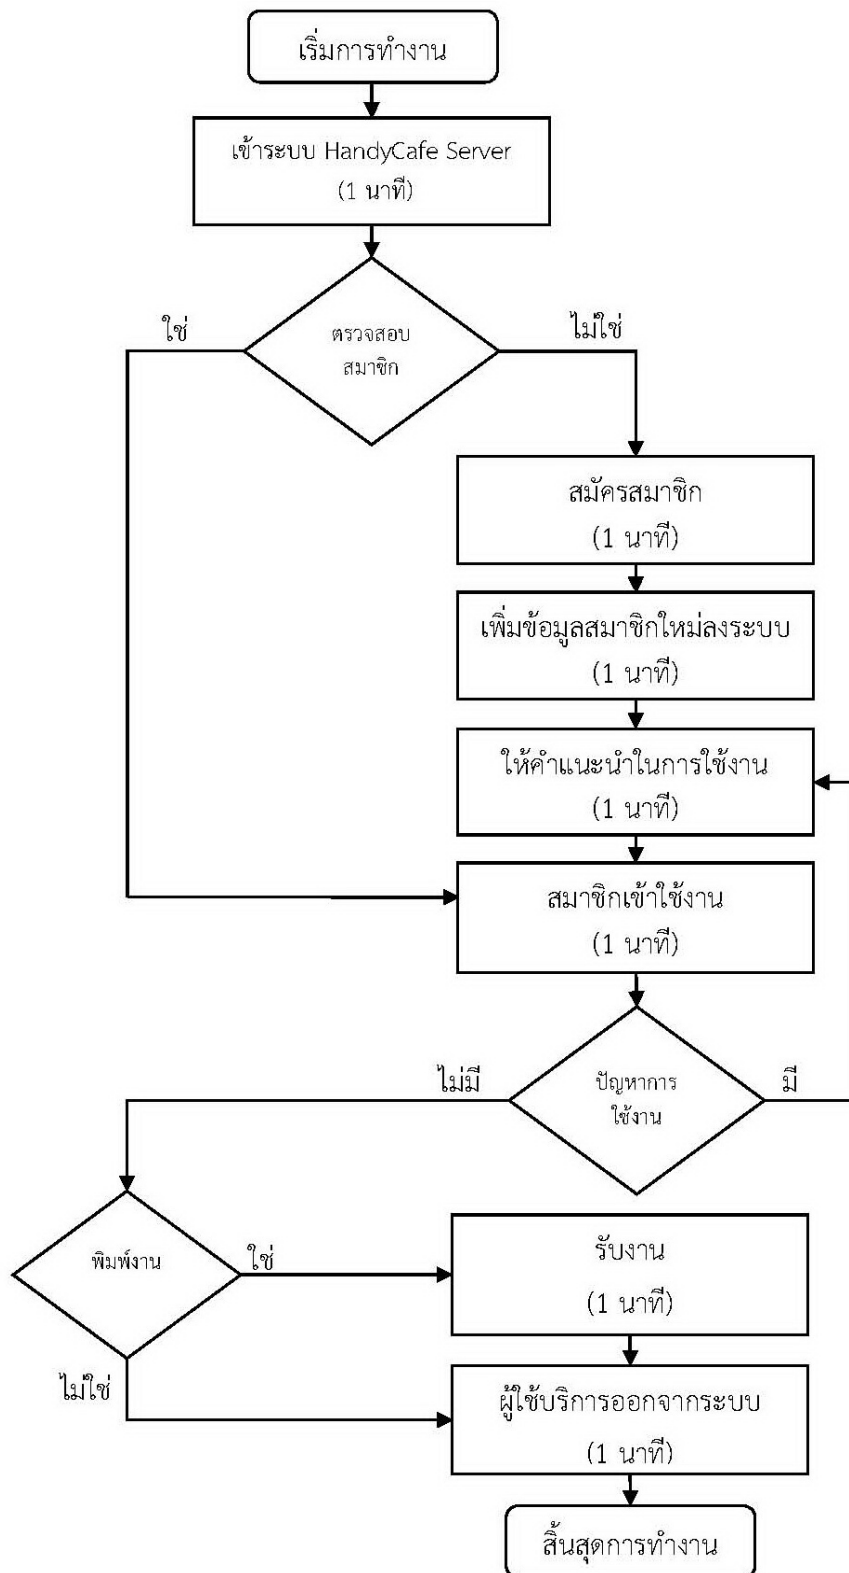 เริ่มการทำงาน
เข้าระบบ HandyCafe Server
(1 นาที)
ใช่
ตรวจสอบ
สมาชิก
ไม่ใช่
สมัครสมาชิก
(1 นาที)
เพิ่มข้อมูลสมาชิกใหม่ลงระบบ
(1 นาที)
ให้คำแนะนำในการใช้งาน
(1 นาที)
สมาชิกเข้าใช้งาน
(1 นาที)
ไม่มี
ปัญหาการ
ใช้งาน
มี
พิมพ์งาน
ใช่
รับงาน
(1 นาที)
ไม่ใช่
ผู้ใช้บริการออกจากระบบ
(1 นาที)
สิ้นสุดการทำงาน